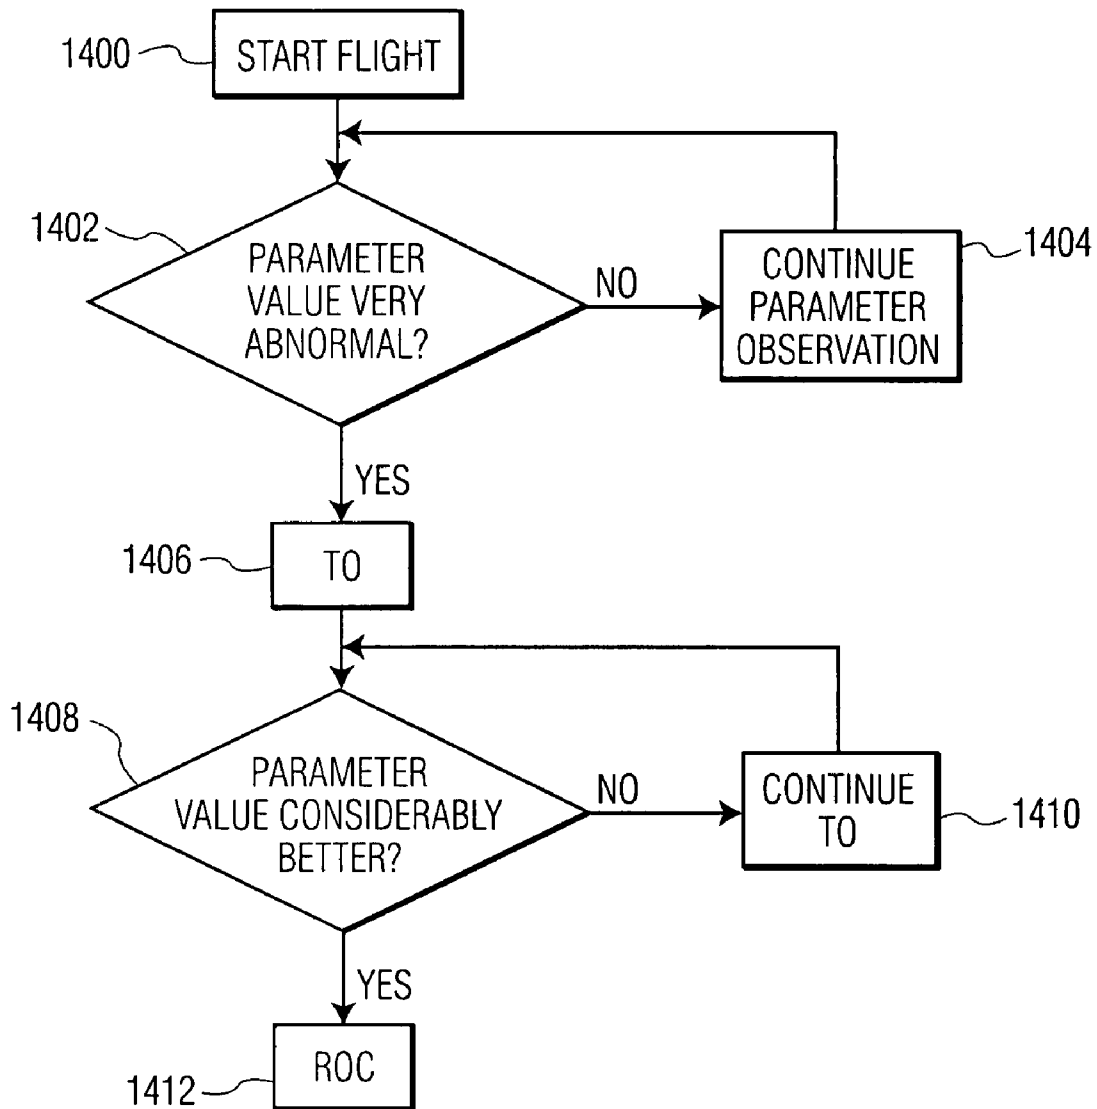 1400
START FLIGHT
1402
PARAMETER
VALUE VERY
ABNORMAL?
NO
CONTINUE
PARAMETER
OBSERVATION
1404
YES
1406
TO
1408
PARAMETER
VALUE CONSIDERABLY
BETTER?
NO
CONTINUE
TO
1410
YES
1412
ROC